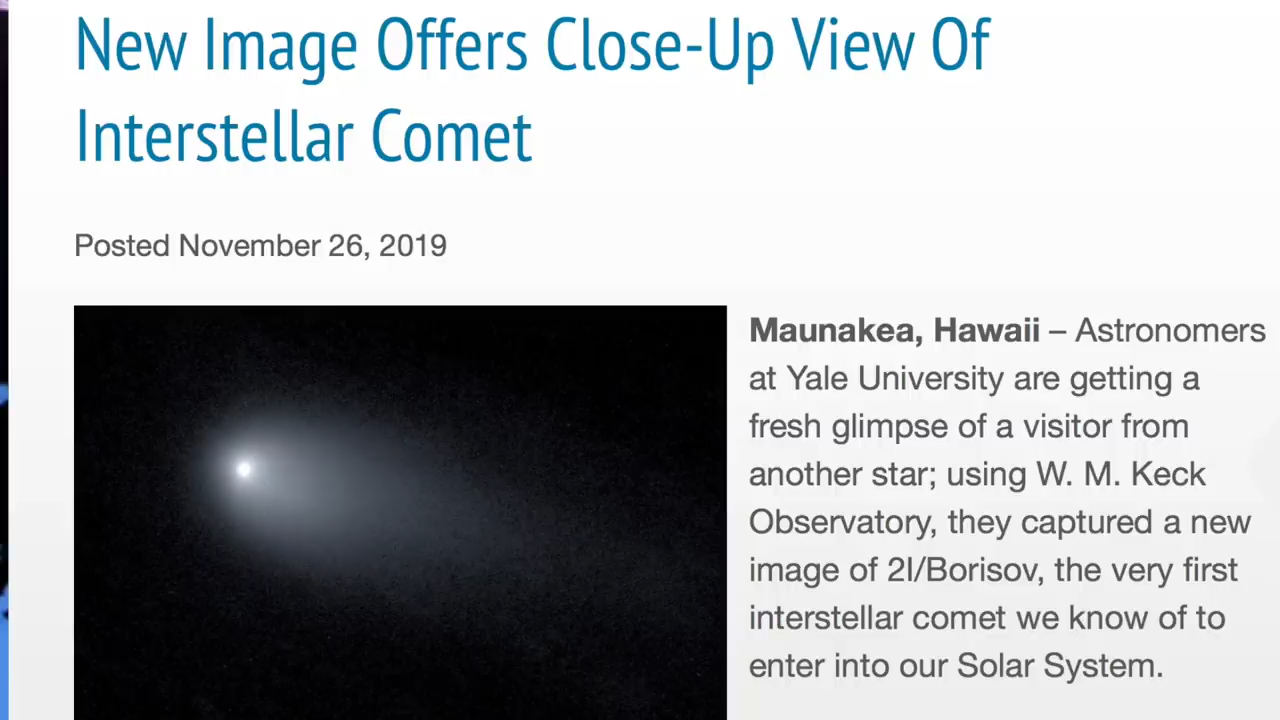 New Image Offers Close-Up View Of
Interstellar Comet
Posted November 26, 2019
Maunakea, Hawaii – Astronomers
at Yale University are getting a
fresh glimpse of a visitor from
another star; using W. M. Keck
Observatory, they captured a new
image of 2I/Borisov, the very first
interstellar comet we know of to
enter into our Solar System.